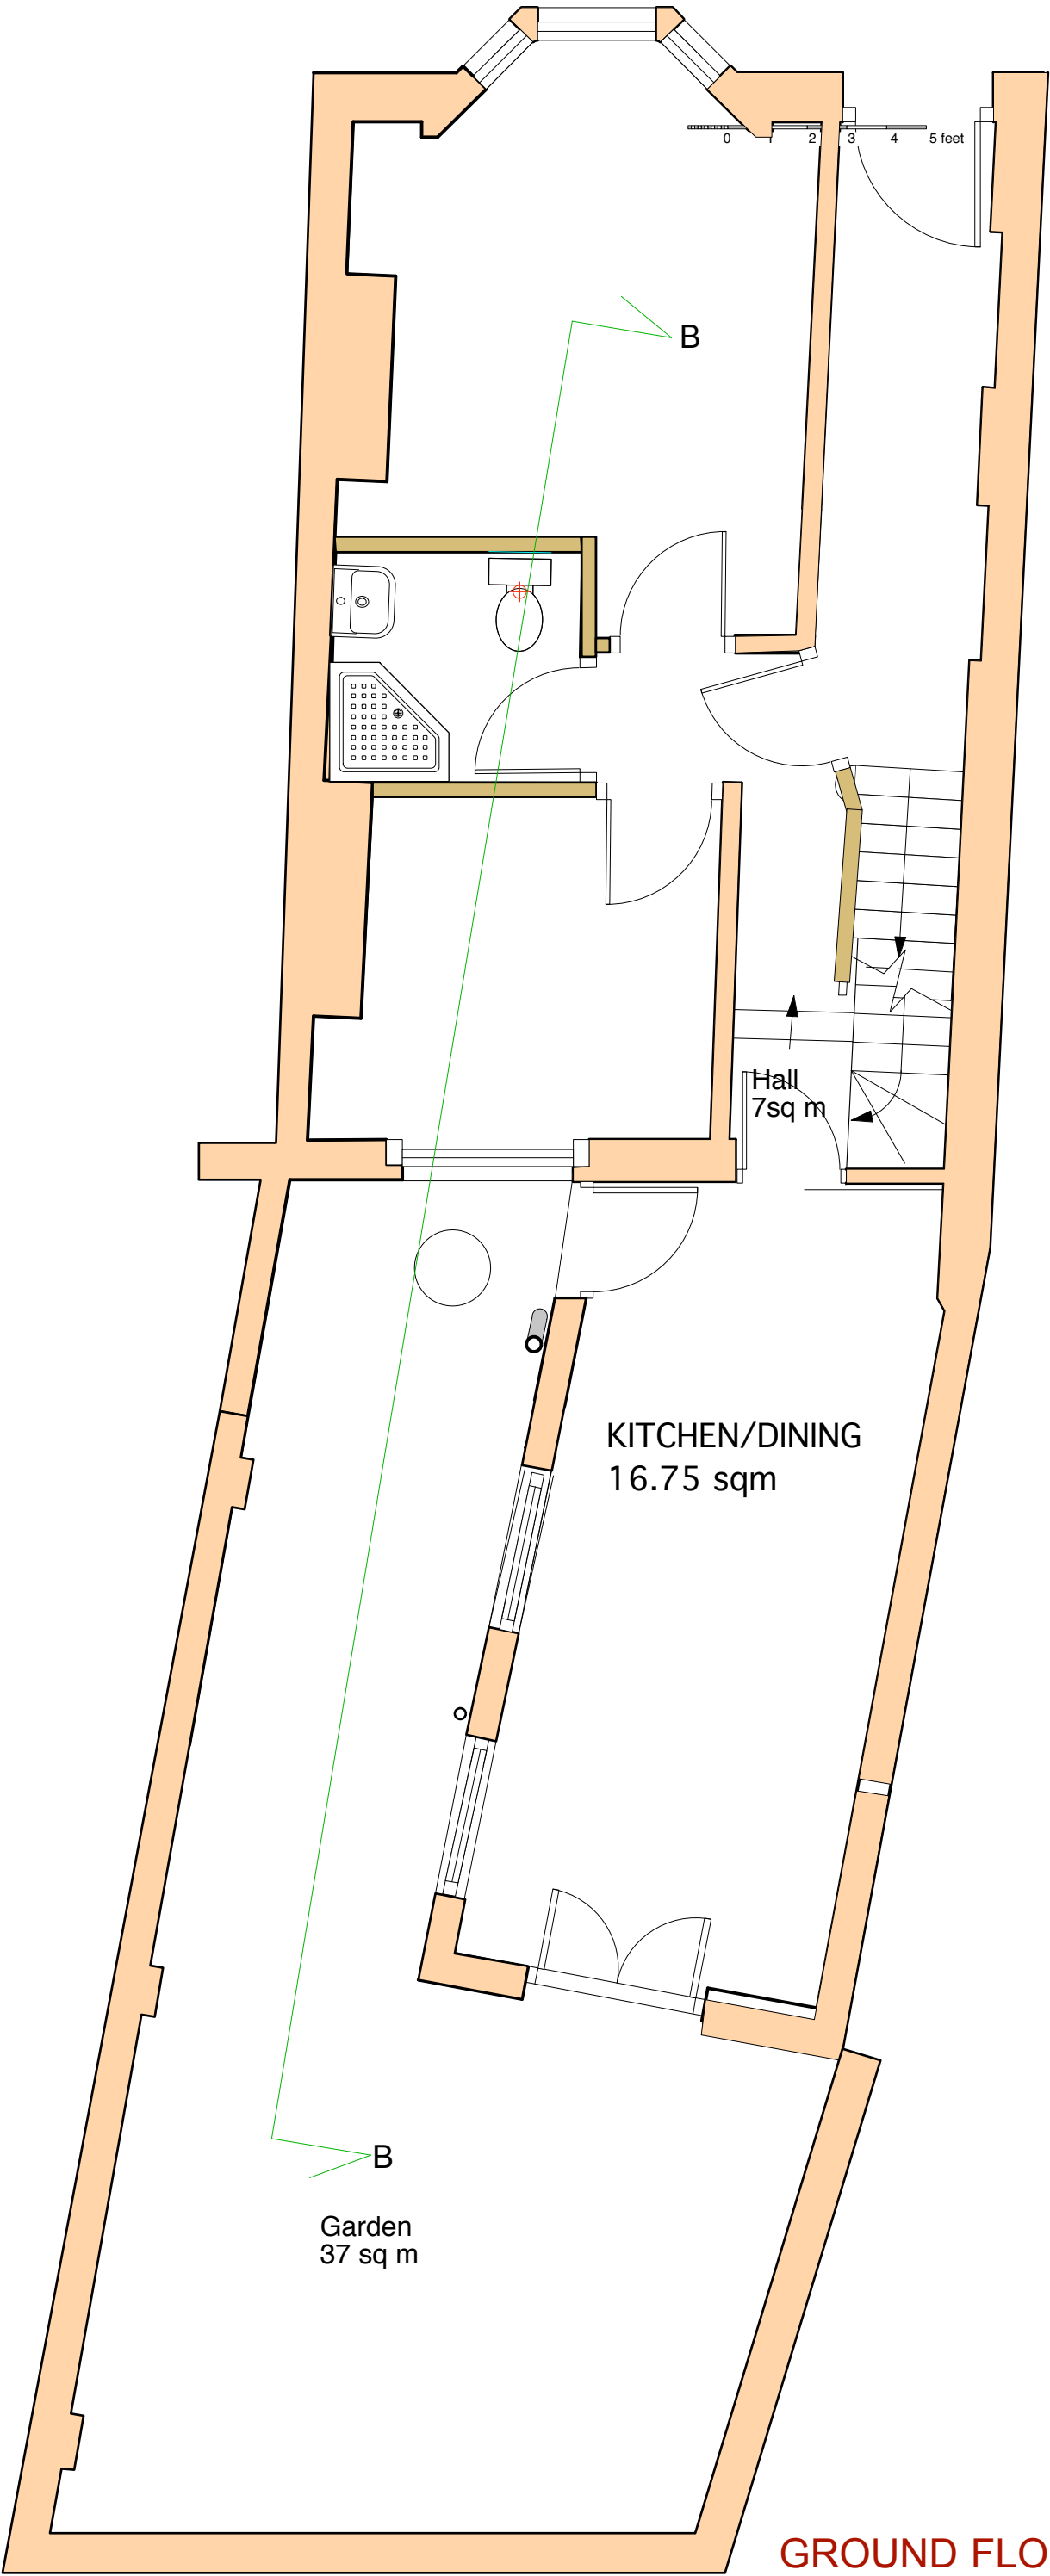 0 1 2 3 4 5 feet
B
Hall
7sq m
KITCHEN/DINING
16.75 sqm
B
Garden
37 sq m
GROUND FLO